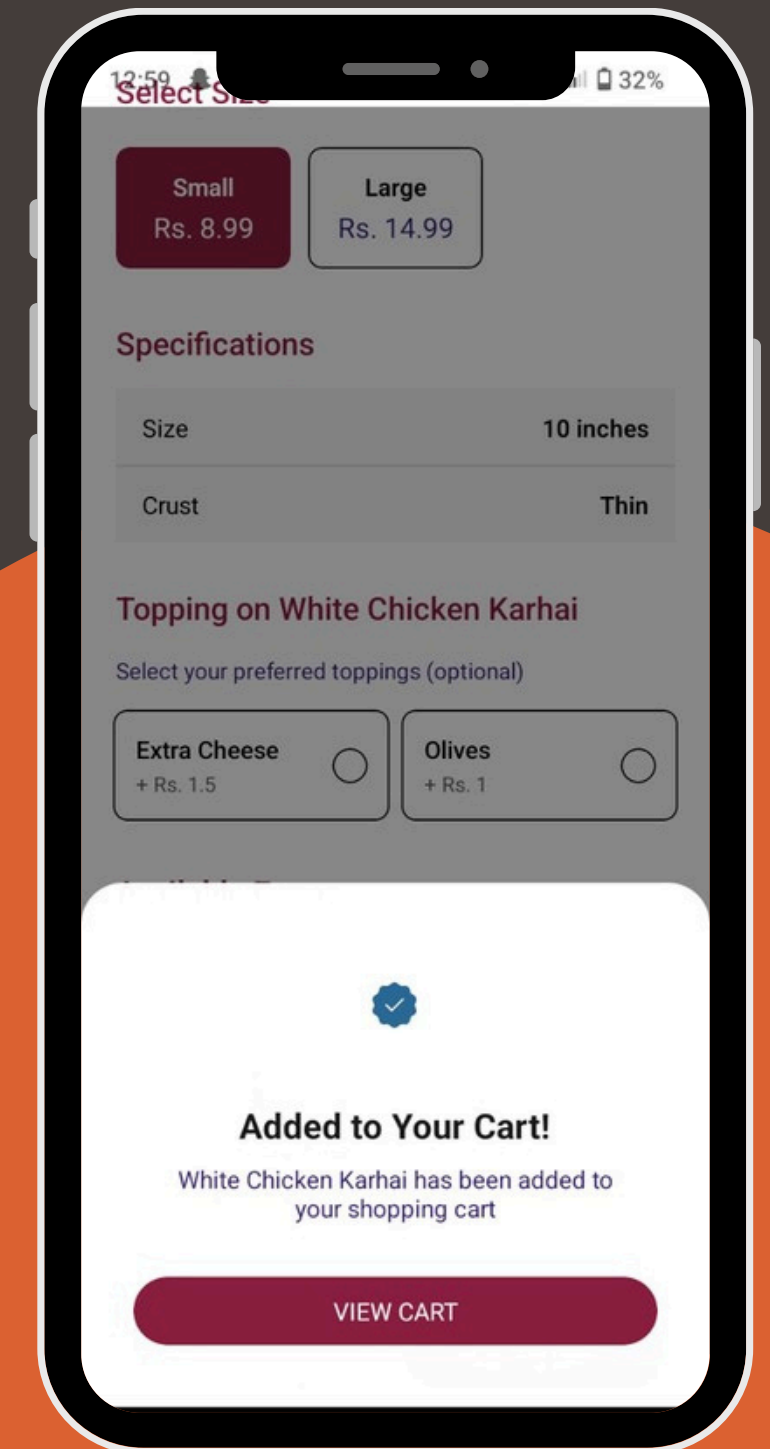 12:59
32%
Select Size
Small
Rs. 8.99
Large
Rs. 14.99
Specifications
Size
10 inches
Crust
Thin
Topping on White Chicken Karhai
Select your preferred toppings (optional)
Extra Cheese
+ Rs. 1.5
Olives
+ Rs. 1
Added to Your Cart!
White Chicken Karhai has been added to
your shopping cart
VIEW CART